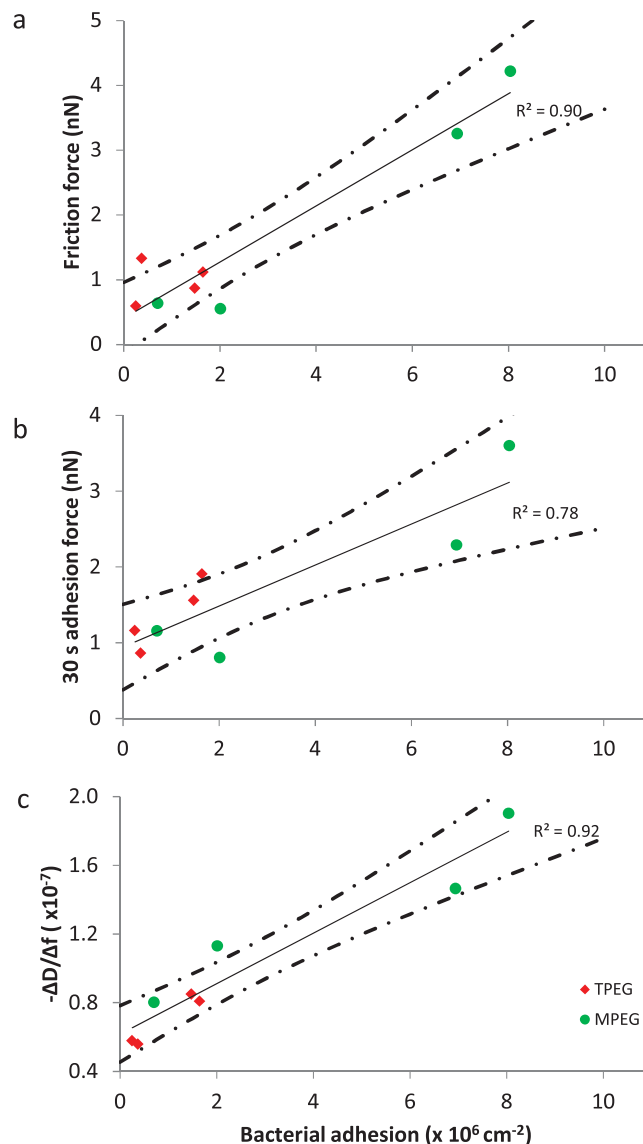 a
5
4
3
2
1
0
Friction force (nN)
R² = 0.90
0 2 4 6 8 10
b
4
3
2
1
0
30 s adhesion force (nN)
R² = 0.78
0 2 4 6 8 10
c
2.0
1.6
1.2
0.8
0.4
-ΔD/Δf ( x10⁻⁷)
R² = 0.92
TPEG
MPEG
0 2 4 6 8 10
Bacterial adhesion (x 10⁶ cm⁻²)